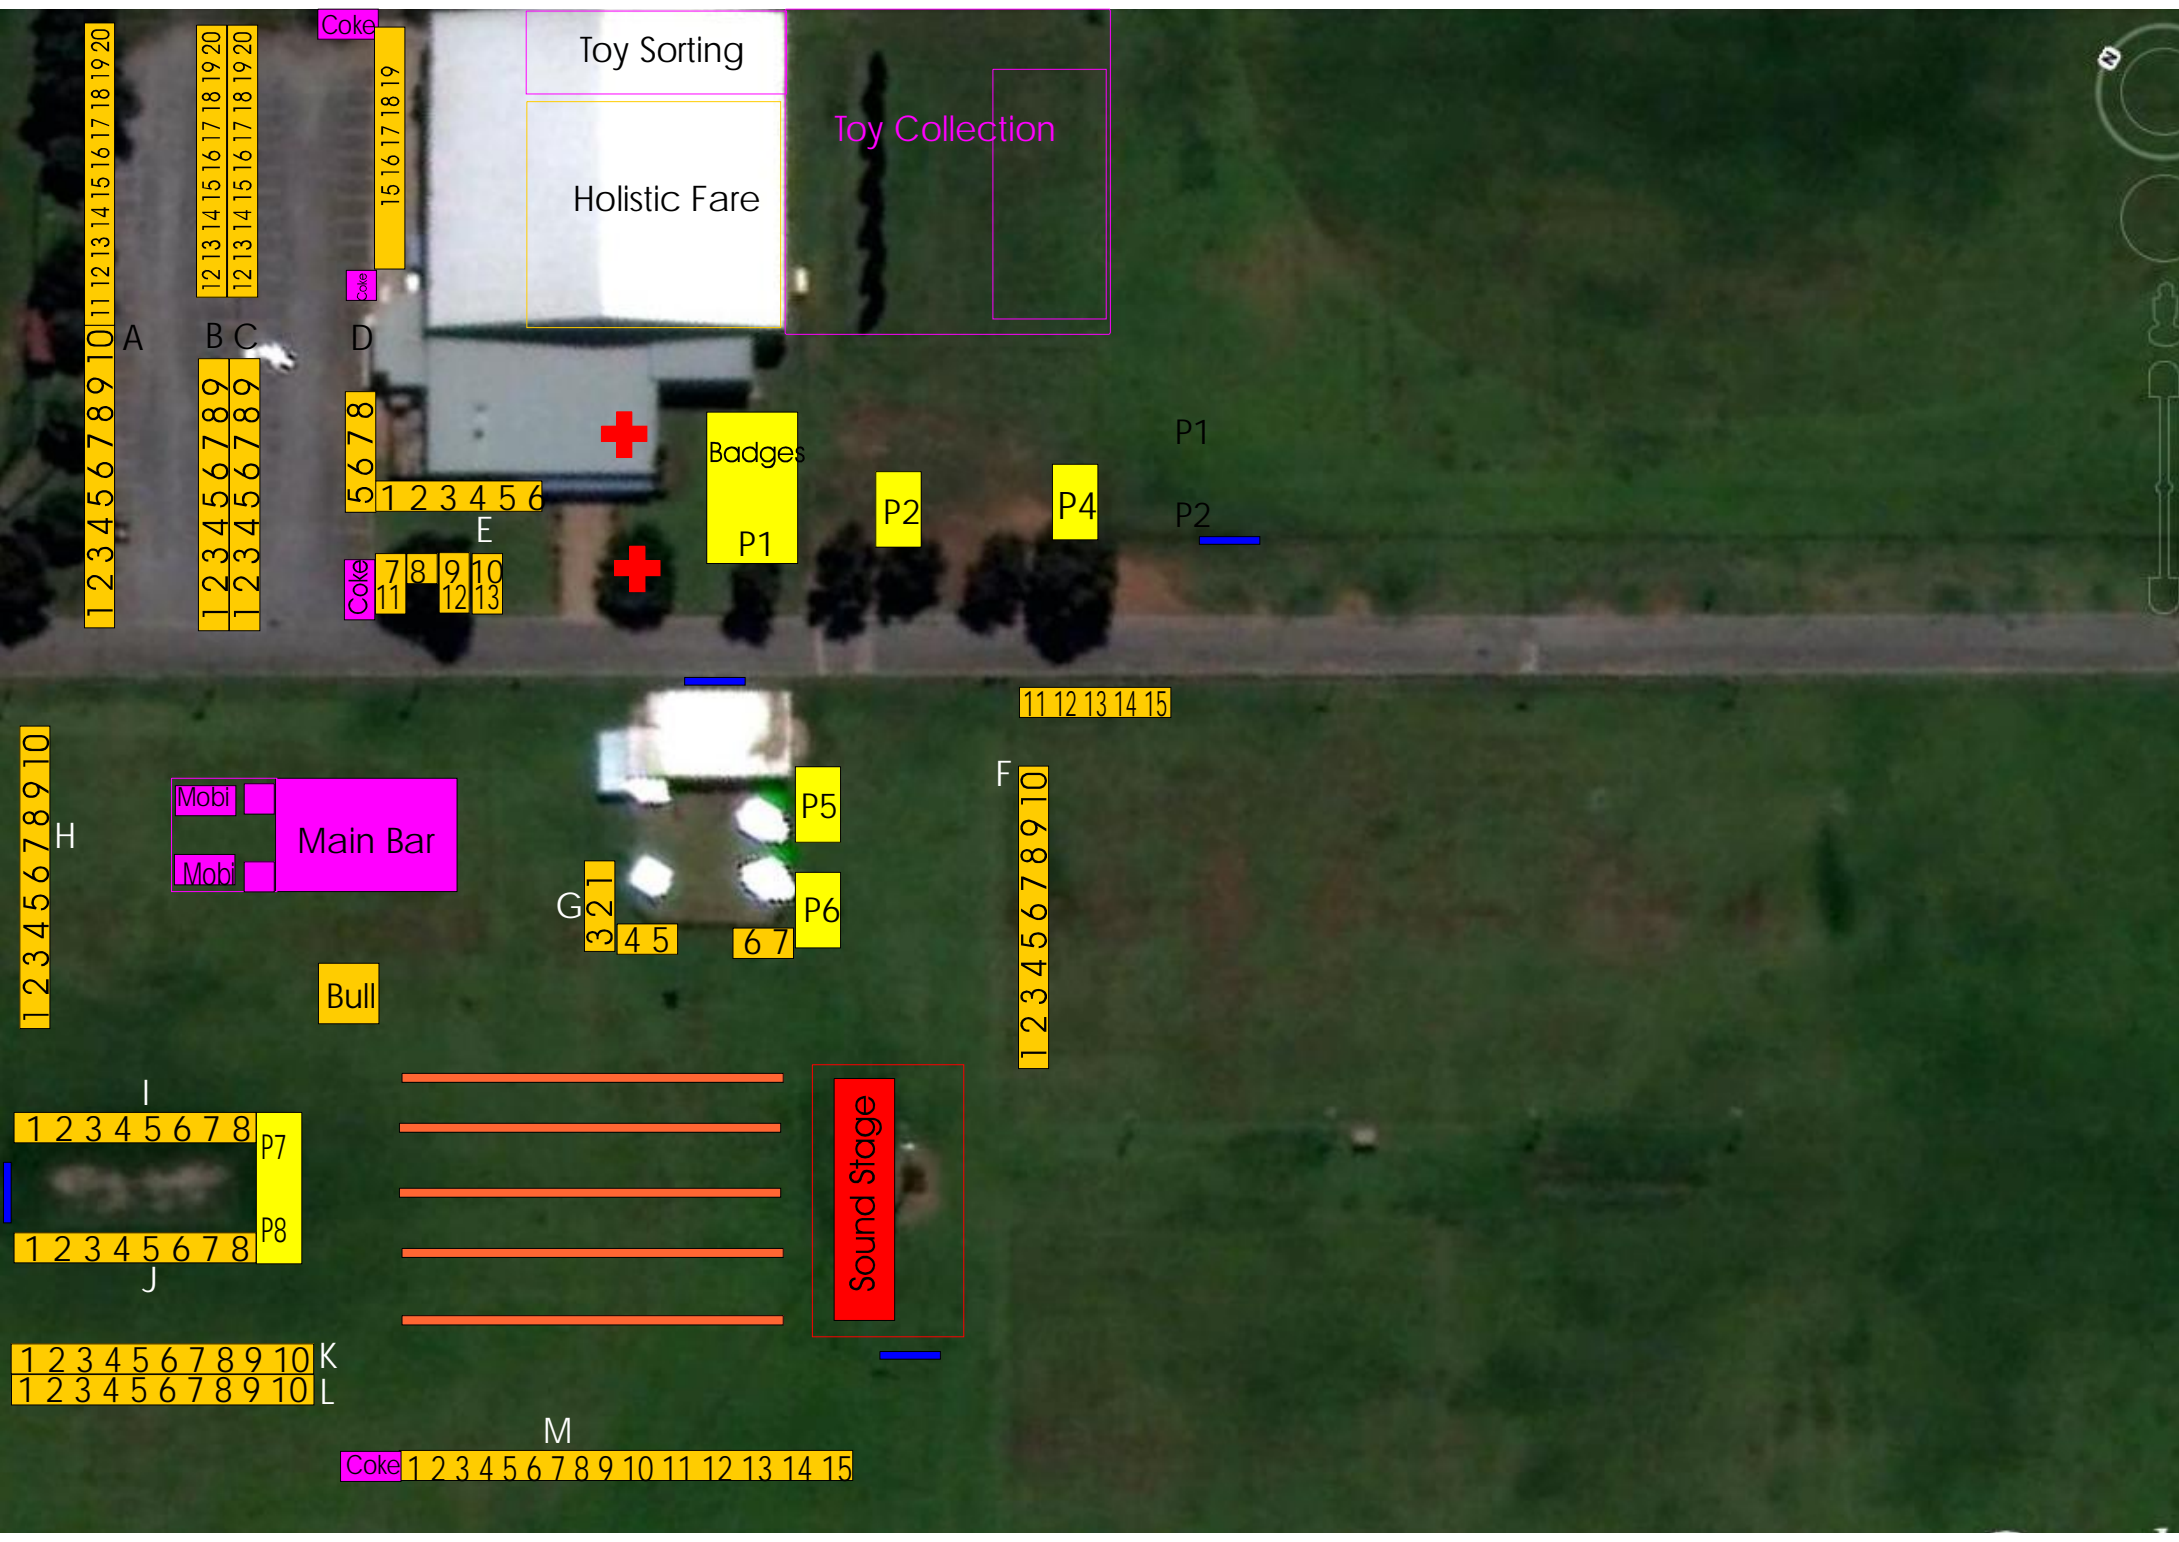 Coke
Toy Sorting
Toy Collection
Holistic Fare
N
1 2 3 4 5 6 7 8 9 10 11 12 13 14 15 16 17 18 19 20
A
12 13 14 15 16 17 18 19 20
12 13 14 15 16 17 18 19 20
B C
1 2 3 4 5 6 7 8 9
1 2 3 4 5 6 7 8 9
15 16 17 18 19
Coke
D
5 6 7 8
1 2 3 4 5 6
E
Coke
7 8 9 10
11 12 13
Badges
P1
P2
P4
P1
P2
11 12 13 14 15
F
1 2 3 4 5 6 7 8 9 10
1 2 3 4 5 6 7 8 9 10
H
Mobi
Mobi
Main Bar
P5
P6
G
3 2 1
4 5
6 7
Bull
I
1 2 3 4 5 6 7 8
P7
P8
1 2 3 4 5 6 7 8
J
Sound Stage
1 2 3 4 5 6 7 8 9 10
K
1 2 3 4 5 6 7 8 9 10
L
M
Coke
1 2 3 4 5 6 7 8 9 10 11 12 13 14 15